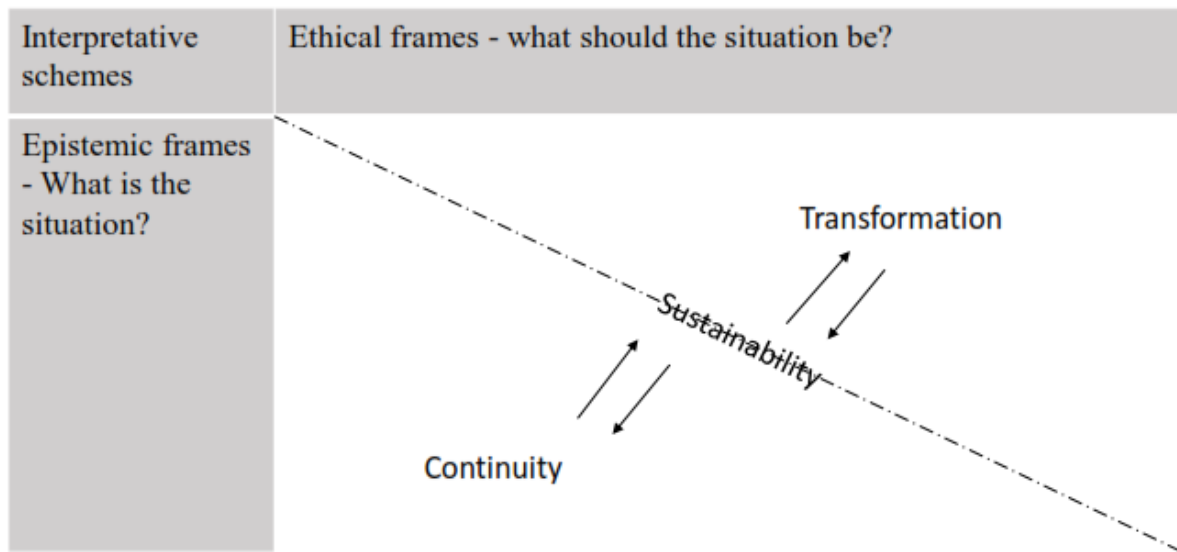 Interpretative
schemes
Ethical frames - what should the situation be?
Epistemic frames
- What is the
situation?
Transformation
Sustainability
Continuity